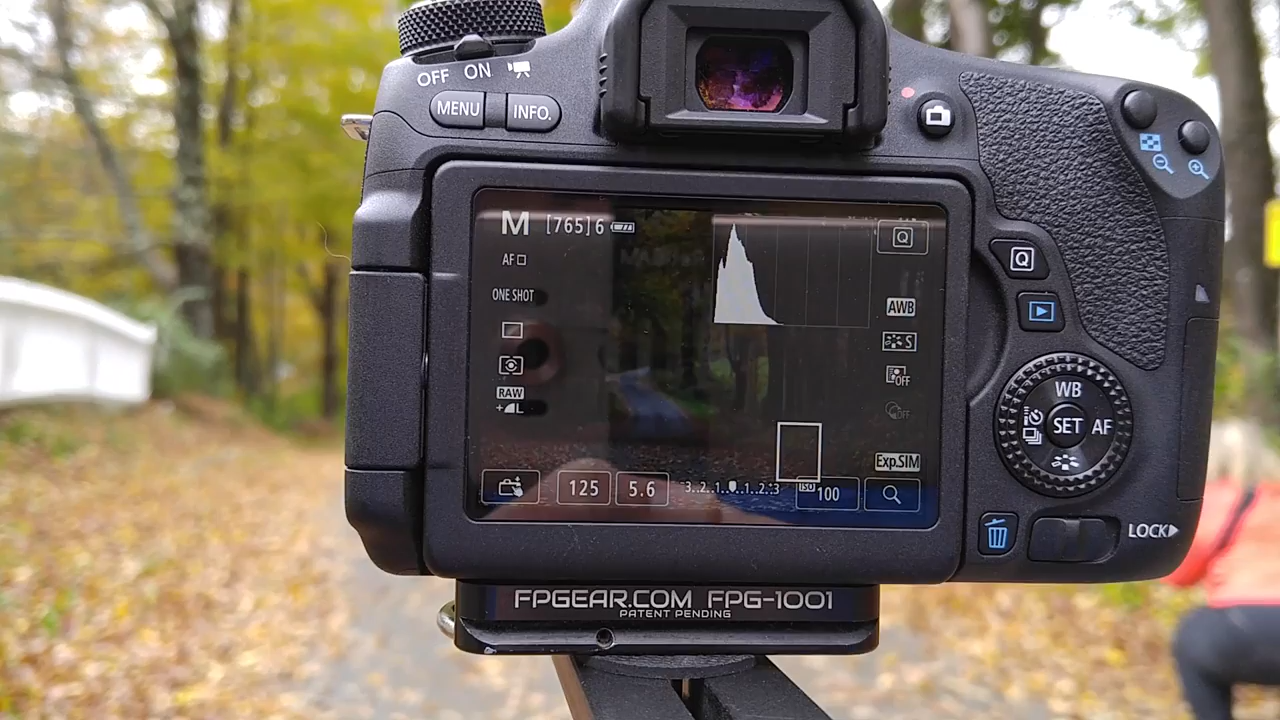 OFF ON
MENU INFO.
M [765] 6
Q
AF
ONE SHOT
RAW
+ L
AWB
S
OFF
OFF
Exp.SIM
125 5.6 -3..2..1..0..1..2..:3 ISO 100
Q
WB
SET AF
LOCK
FPGEAR.COM FPG-1001
PATENT PENDING